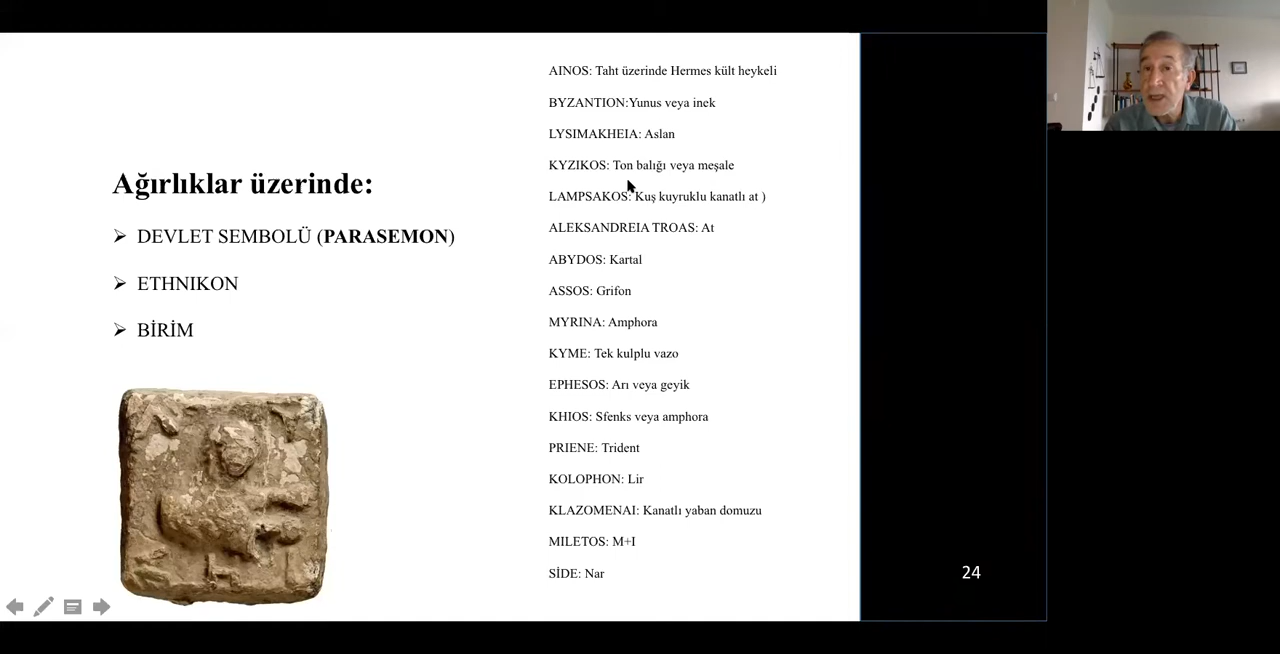 Ağırlıklar üzerinde:
➢ DEVLET SEMBOLÜ (PARASEMON)
➢ ETHNIKON
➢ BİRİM
AINOS: Taht üzerinde Hermes kült heykeli
BYZANTION:Yunus veya inek
LYSIMAKHEIA: Aslan
KYZIKOS: Ton balığı veya meşale
LAMPSAKOS: Kuş kuyruklu kanatlı at )
ALEKSANDREIA TROAS: At
ABYDOS: Kartal
ASSOS: Grifon
MYRINA: Amphora
KYME: Tek kulplu vazo
EPHESOS: Arı veya geyik
KHIOS: Sfenks veya amphora
PRIENE: Trident
KOLOPHON: Lir
KLAZOMENAI: Kanatlı yaban domuzu
MILETOS: M+I
SİDE: Nar
24